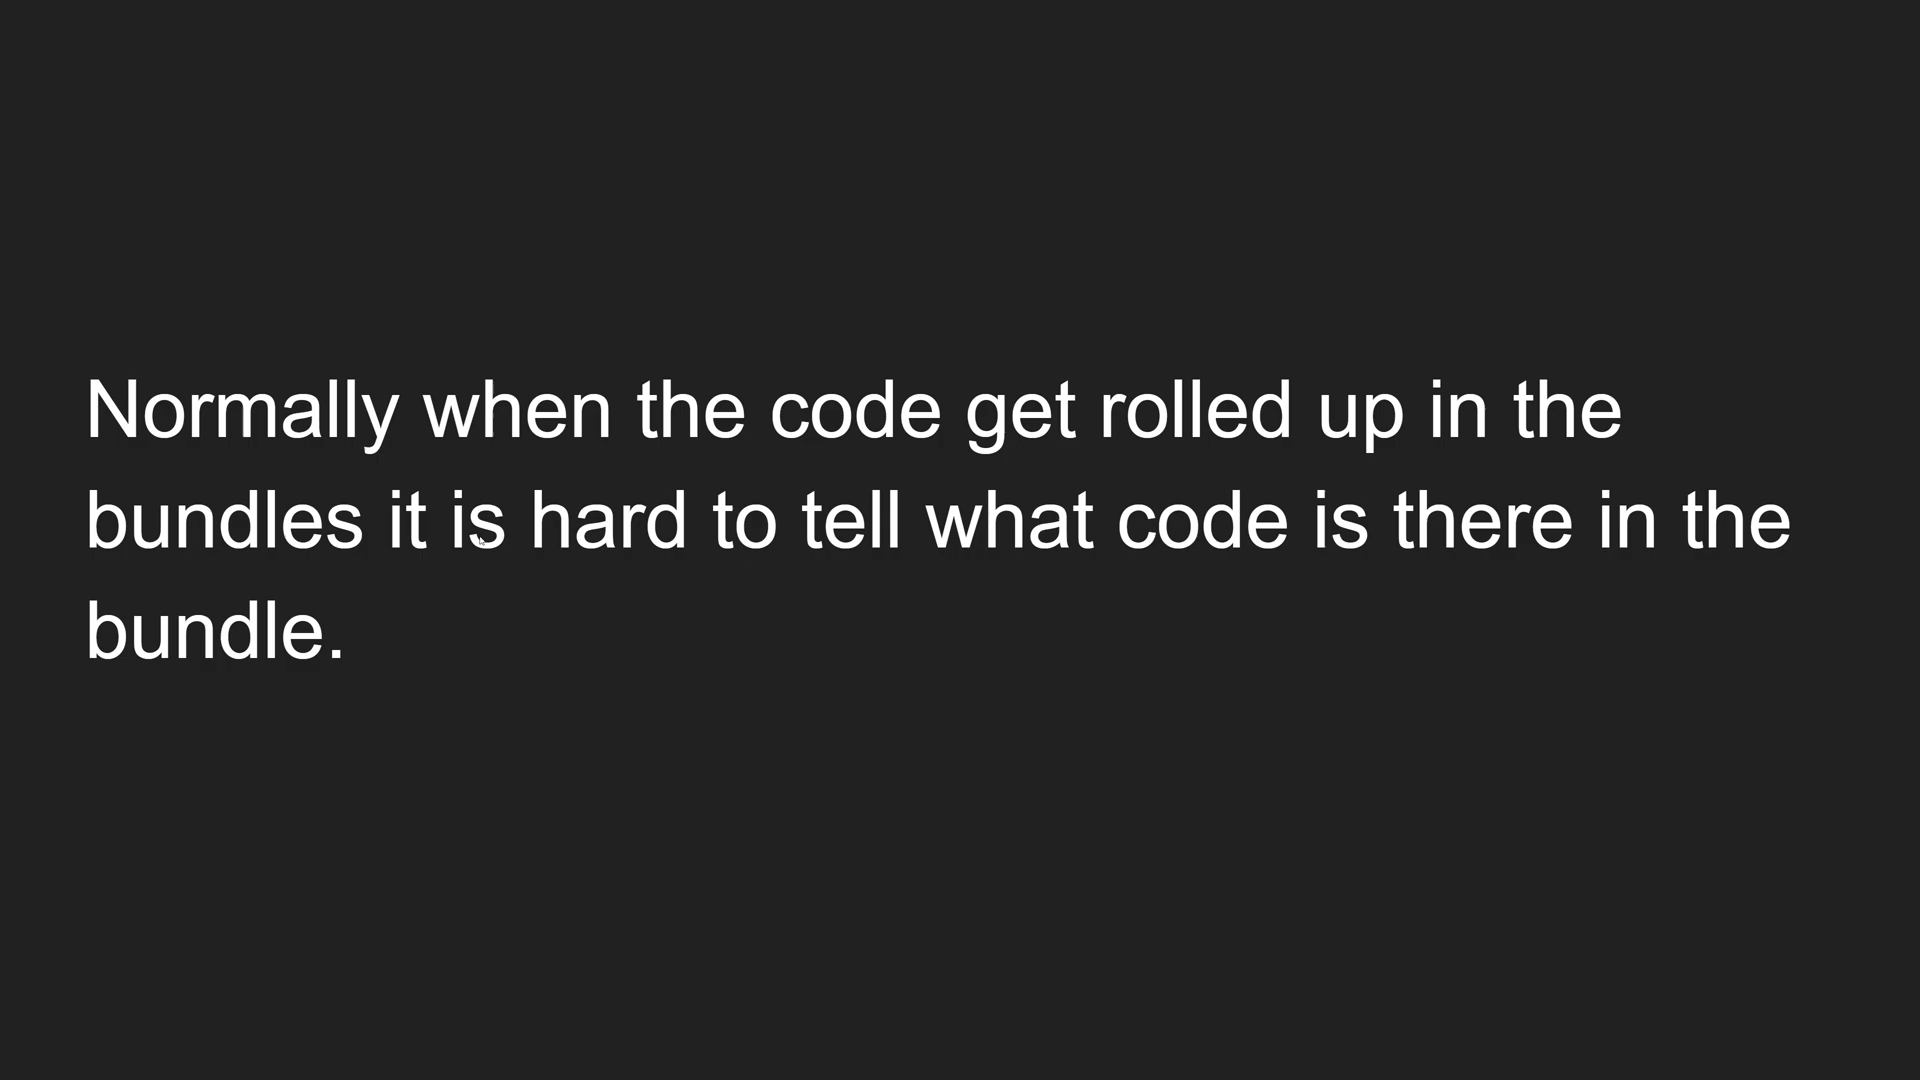 Normally when the code get rolled up in the
bundles it is hard to tell what code is there in the
bundle.